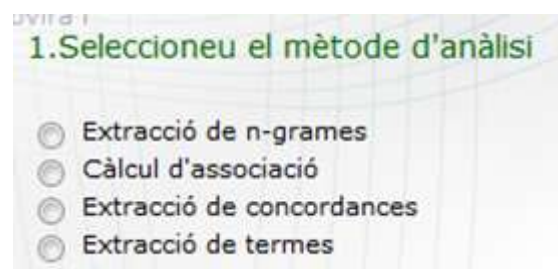 1.Seleccioneu el mètode d'anàlisi
Extracció de n-grames
Càlcul d'associació
Extracció de concordances
Extracció de termes